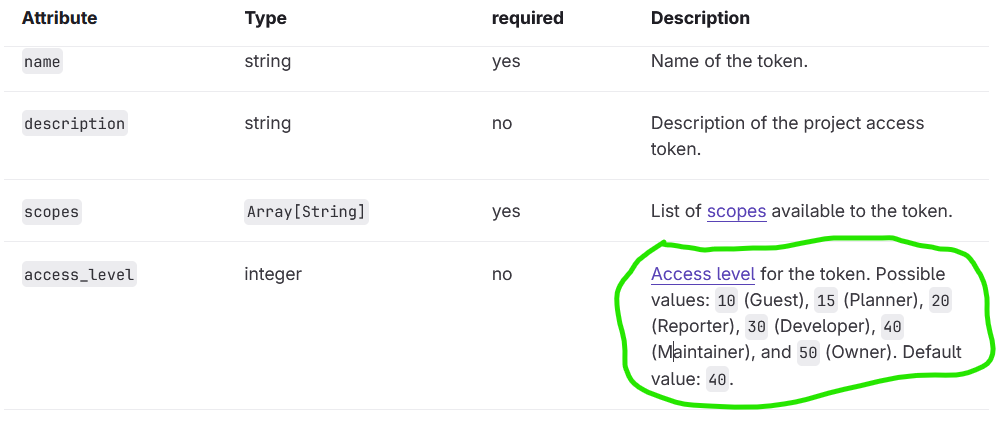 Attribute Type required Description
name string yes Name of the token.
description string no Description of the project access
token.
scopes Array[String] yes List of scopes available to the token.
access_level integer no Access level for the token. Possible
values: 10 (Guest), 15 (Planner), 20
(Reporter), 30 (Developer), 40
(Maintainer), and 50 (Owner). Default
value: 40.